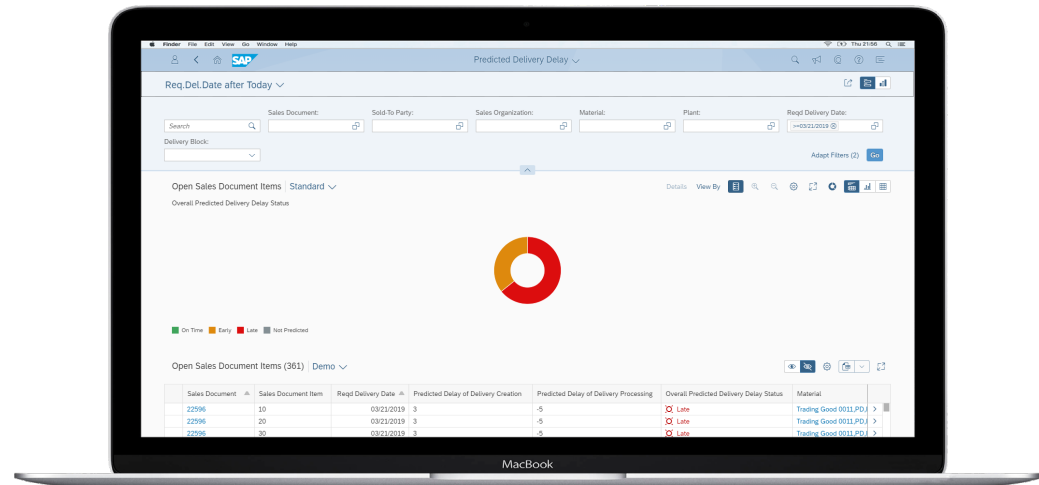 Finder File Edit View Go Window Help Thu 21:56
SAP Predicted Delivery Delay
Req.Del.Date after Today
Sales Document: Sold-To Party: Sales Organization: Material: Plant: Reqd Delivery Date:
Search >=03/21/2019
Delivery Block:
Adapt Filters (2) Go
Open Sales Document Items Standard Details View By
Overall Predicted Delivery Delay Status
On Time Early Late Not Predicted
Open Sales Document Items (361) Demo
Sales Document Sales Document Item Reqd Delivery Date Predicted Delay of Delivery Creation Predicted Delay of Delivery Processing Overall Predicted Delivery Delay Status Material
22596 10 03/21/2019 3 -5 Late Trading Good 0011,PD,
22596 20 03/21/2019 3 -5 Late Trading Good 0011,PD,
22596 30 03/21/2019 3 -5 Late Trading Good 0011,PD,
MacBook